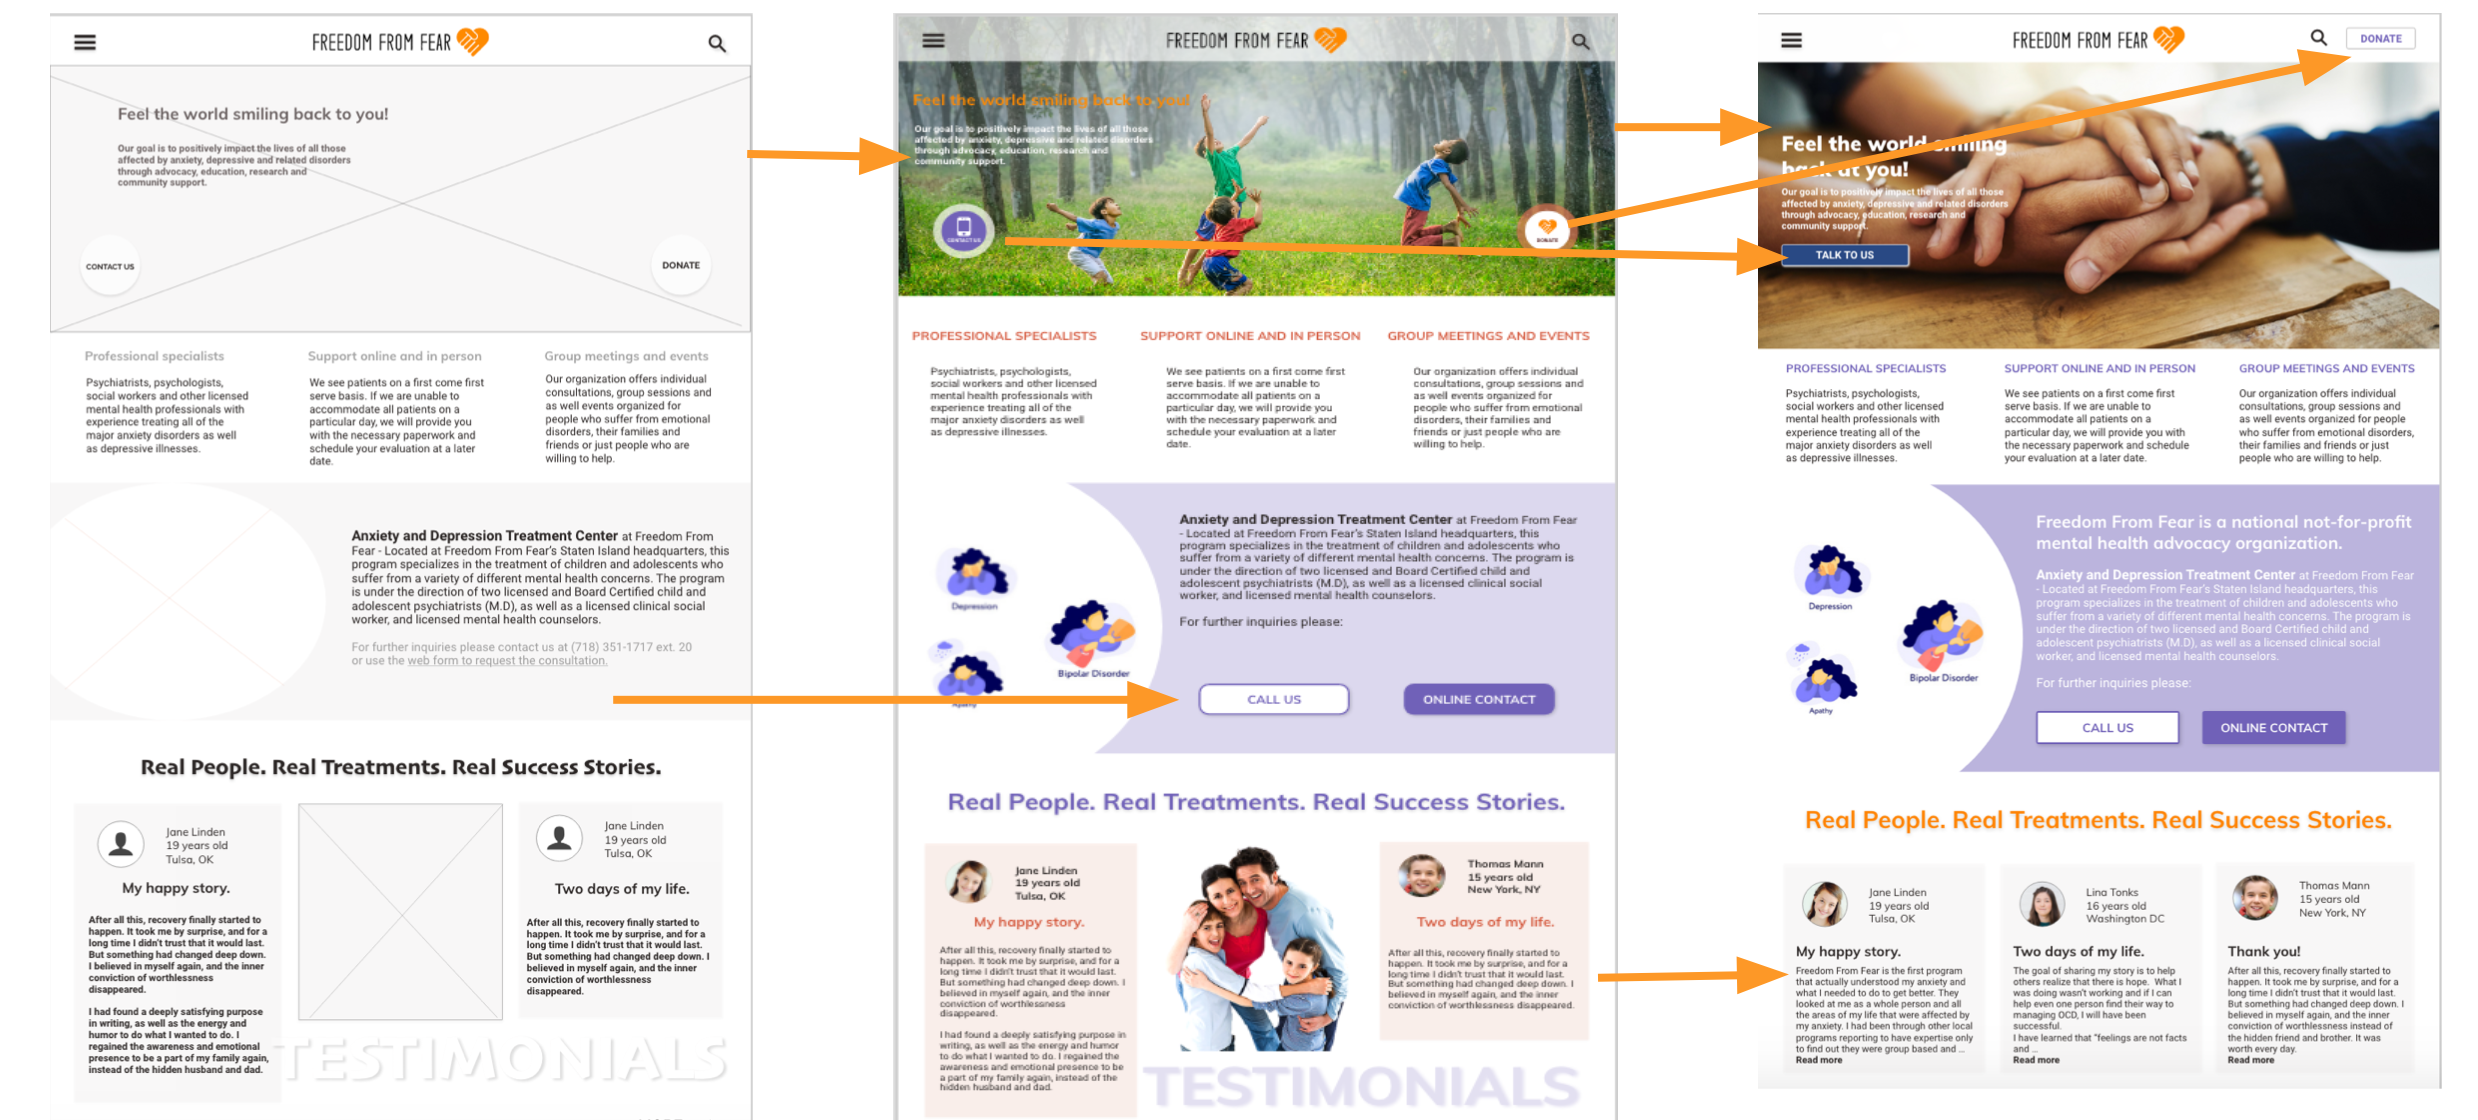 FREEDOM FROM FEAR
Feel the world smiling back to you!
Our goal is to positively impact the lives of all those
affected by anxiety, depressive and related disorders
through advocacy, education, research and
community support.
CONTACT US
DONATE
Professional specialists
Psychiatrists, psychologists,
social workers and other licensed
mental health professionals with
experience treating all of the
major anxiety disorders as well
as depressive illnesses.
Support online and in person
We see patients on a first come first
serve basis. If we are unable to
accommodate all patients on a
particular day, we will provide you
with the necessary paperwork and
schedule your evaluation at a later
date.
Group meetings and events
Our organization offers individual
consultations, group sessions and
as well events organized for
people who suffer from emotional
disorders, their families and
friends or just people who are
willing to help.
Anxiety and Depression Treatment Center at Freedom From
Fear - Located at Freedom From Fear's Staten Island headquarters, this
program specializes in the treatment of children and adolescents who
suffer from a variety of different mental health concerns. The program
is under the direction of two licensed and Board Certified child and
adolescent psychiatrists (M.D), as well as a licensed clinical social
worker, and licensed mental health counselors.
For further inquiries please contact us at (718) 351-1717 ext. 20
or use the web form to request the consultation.
Real People. Real Treatments. Real Success Stories.
Jane Linden
19 years old
Tulsa, OK
My happy story.
After all this, recovery finally started to
happen. It took me by surprise, and for a
long time I didn't trust that it would last.
But something had changed deep down.
I believed in myself again, and the inner
conviction of worthlessness
disappeared.
I had found a deeply satisfying purpose
in writing, as well as the energy and
humor to do what I wanted to do. I
regained the awareness and emotional
presence to be a part of my family again,
instead of the hidden husband and dad.
Jane Linden
19 years old
Tulsa, OK
Two days of my life.
After all this, recovery finally started to
happen. It took me by surprise, and for a
long time I didn't trust that it would last.
But something had changed deep down. I
believed in myself again, and the inner
conviction of worthlessness
disappeared.
TESTIMONIALS
FREEDOM FROM FEAR
Feel the world smiling back to you!
Our goal is to positively impact the lives of all those
affected by anxiety, depressive and related disorders
through advocacy, education, research and
community support.
CONTACT US
DONATE
PROFESSIONAL SPECIALISTS
Psychiatrists, psychologists,
social workers and other licensed
mental health professionals with
experience treating all of the
major anxiety disorders as well
as depressive illnesses.
SUPPORT ONLINE AND IN PERSON
We see patients on a first come first
serve basis. If we are unable to
accommodate all patients on a
particular day, we will provide you
with the necessary paperwork and
schedule your evaluation at a later
date.
GROUP MEETINGS AND EVENTS
Our organization offers individual
consultations, group sessions and
as well events organized for
people who suffer from emotional
disorders, their families and
friends or just people who are
willing to help.
Depression
Bipolar Disorder
Apathy
Anxiety and Depression Treatment Center at Freedom From Fear
- Located at Freedom From Fear's Staten Island headquarters, this
program specializes in the treatment of children and adolescents who
suffer from a variety of different mental health concerns. The program is
under the direction of two licensed and Board Certified child and
adolescent psychiatrists (M.D), as well as a licensed clinical social
worker, and licensed mental health counselors.
For further inquiries please:
CALL US
ONLINE CONTACT
Real People. Real Treatments. Real Success Stories.
Jane Linden
19 years old
Tulsa, OK
My happy story.
After all this, recovery finally started to
happen. It took me by surprise, and for a
long time I didn't trust that it would last.
But something had changed deep down. I
believed in myself again, and the inner
conviction of worthlessness
disappeared.
I had found a deeply satisfying purpose in
writing, as well as the energy and humor
to do what I wanted to do. I regained the
awareness and emotional presence to be
a part of my family again, instead of the
hidden husband and dad.
Thomas Mann
15 years old
New York, NY
Two days of my life.
After all this, recovery finally started to
happen. It took me by surprise, and for a
long time I didn't trust that it would last.
But something had changed deep down. I
believed in myself again, and the inner
conviction of worthlessness disappeared.
TESTIMONIALS
FREEDOM FROM FEAR
DONATE
Feel the world smiling
back at you!
Our goal is to positively impact the lives of all those
affected by anxiety, depressive and related disorders
through advocacy, education, research and
community support.
TALK TO US
PROFESSIONAL SPECIALISTS
Psychiatrists, psychologists,
social workers and other licensed
mental health professionals with
experience treating all of the
major anxiety disorders as well
as depressive illnesses.
SUPPORT ONLINE AND IN PERSON
We see patients on a first come first
serve basis. If we are unable to
accommodate all patients on a
particular day, we will provide you with
the necessary paperwork and schedule
your evaluation at a later date.
GROUP MEETINGS AND EVENTS
Our organization offers individual
consultations, group sessions and
as well events organized for people
who suffer from emotional disorders,
their families and friends or just
people who are willing to help.
Depression
Bipolar Disorder
Apathy
Freedom From Fear is a national not-for-profit
mental health advocacy organization.
Anxiety and Depression Treatment Center at Freedom From Fear
- Located at Freedom From Fear's Staten Island headquarters, this
program specializes in the treatment of children and adolescents who
suffer from a variety of different mental health concerns. The program is
under the direction of two licensed and Board Certified child and
adolescent psychiatrists (M.D), as well as a licensed clinical social
worker, and licensed mental health counselors.
For further inquiries please:
CALL US
ONLINE CONTACT
Real People. Real Treatments. Real Success Stories.
Jane Linden
19 years old
Tulsa, OK
My happy story.
Freedom From Fear is the first program
that actually understood my anxiety and
what I needed to do to get better. They
looked at me as a whole person and all
the areas of my life that were affected by
my anxiety. I had been through other local
programs reporting to have expertise only
to find out they were group based and ...
Read more
Lina Tonks
16 years old
Washington DC
Two days of my life.
The goal of sharing my story is to help
others realize that there is hope. What I
was doing wasn't working and if I can
help even one person find their way to
managing OCD, I will have been
successful.
I have learned that "feelings are not facts
and ...
Read more
Thomas Mann
15 years old
New York, NY
Thank you!
After all this, recovery finally started to
happen. It took me by surprise, and for a
long time I didn't trust that it would last.
But something had changed deep down. I
believed in myself again, and the inner
conviction of worthlessness instead of
the hidden friend and brother. It was
worth every day.
Read more